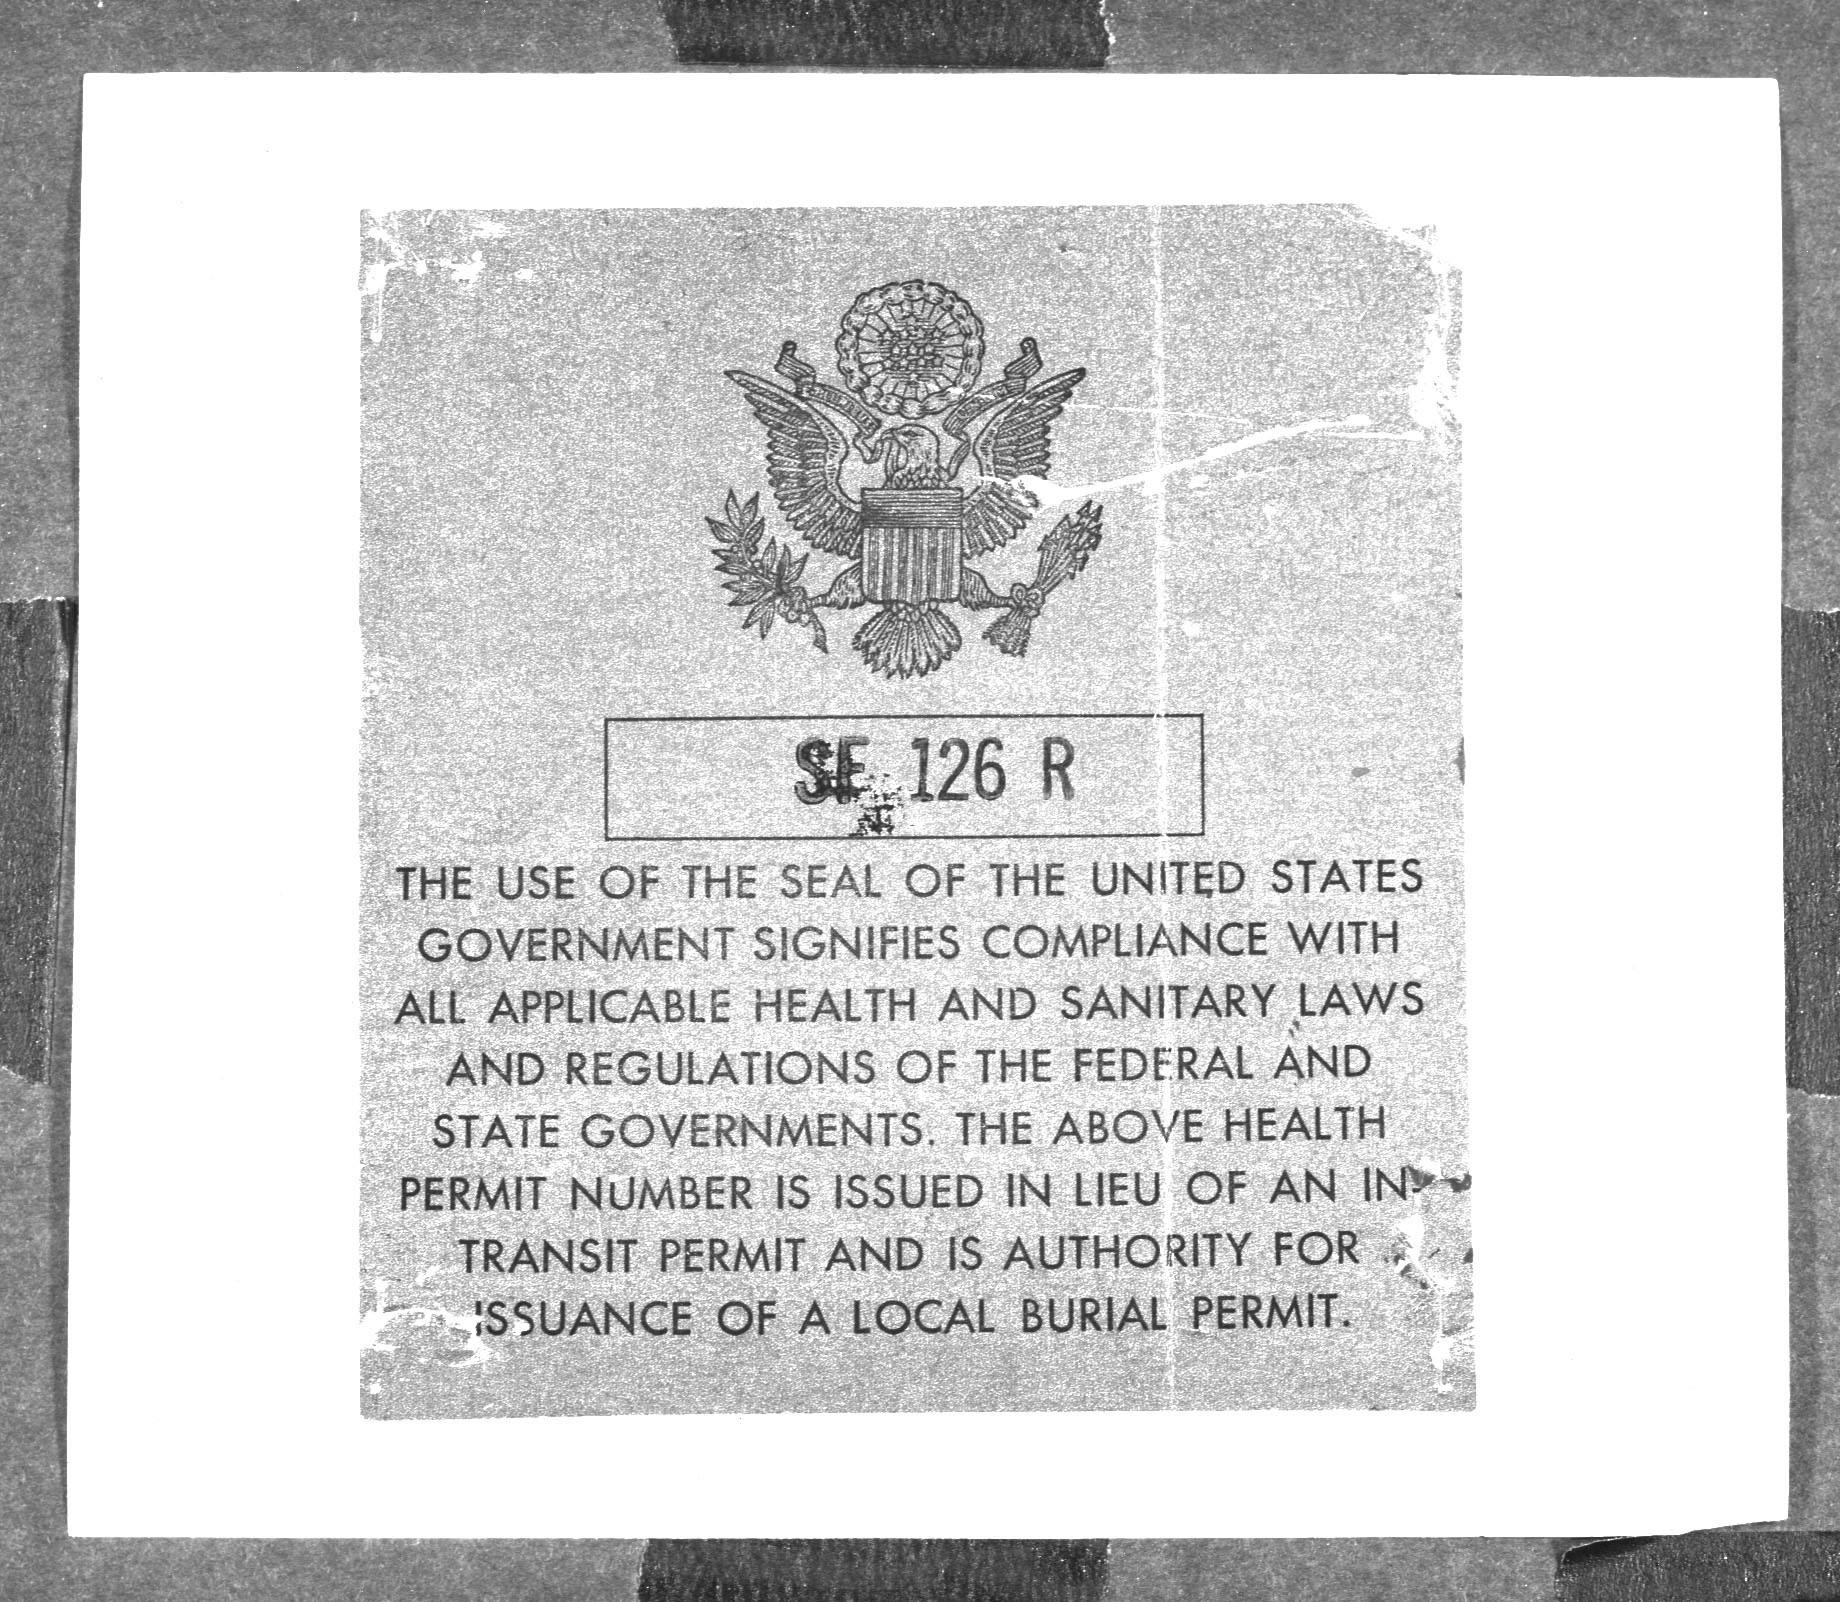 SF 126 R
THE USE OF THE SEAL OF THE UNITED STATES
GOVERNMENT SIGNIFIES COMPLIANCE WITH
ALL APPLICABLE HEALTH AND SANITARY LAWS
AND REGULATIONS OF THE FEDERAL AND
STATE GOVERNMENTS. THE ABOVE HEALTH
PERMIT NUMBER IS ISSUED IN LIEU OF AN IN-
TRANSIT PERMIT AND IS AUTHORITY FOR
ISSUANCE OF A LOCAL BURIAL PERMIT.